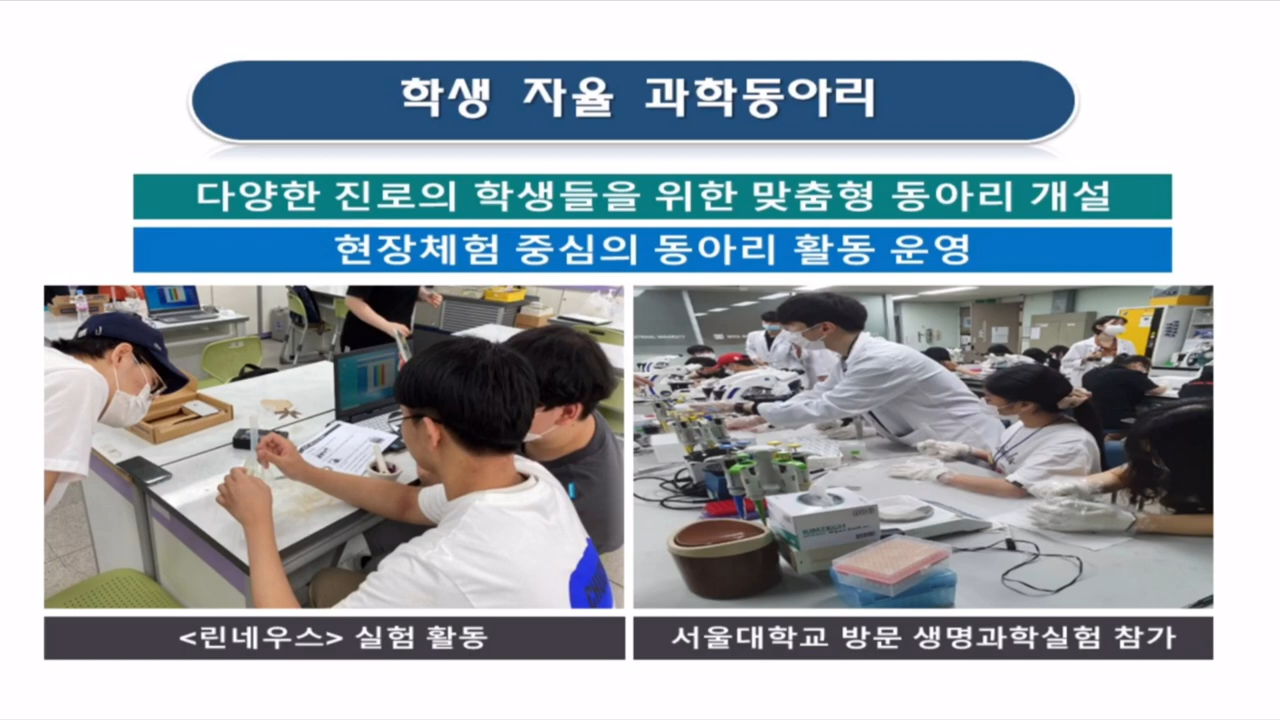 학생 자율 과학동아리
다양한 진로의 학생들을 위한 맞춤형 동아리 개설
현장체험 중심의 동아리 활동 운영
<린네우스> 실험 활동
서울대학교 방문 생명과학실험 참가